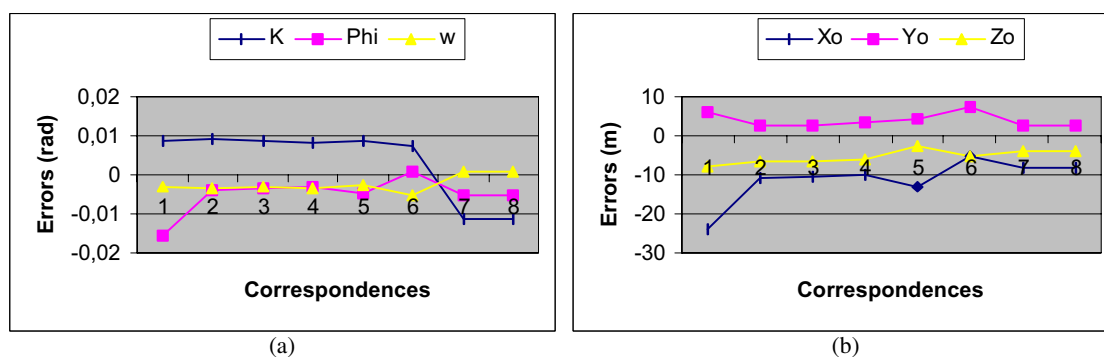 K Phi w
0,02
0,01
0
-0,01
-0,02
1 2 3 4 5 6 7 8
Errors (rad)
Correspondences
(a)
Xo Yo Zo
10
0
-10
-20
-30
1 2 3 4 5 6 7 8
Errors (m)
Correspondences
(b)